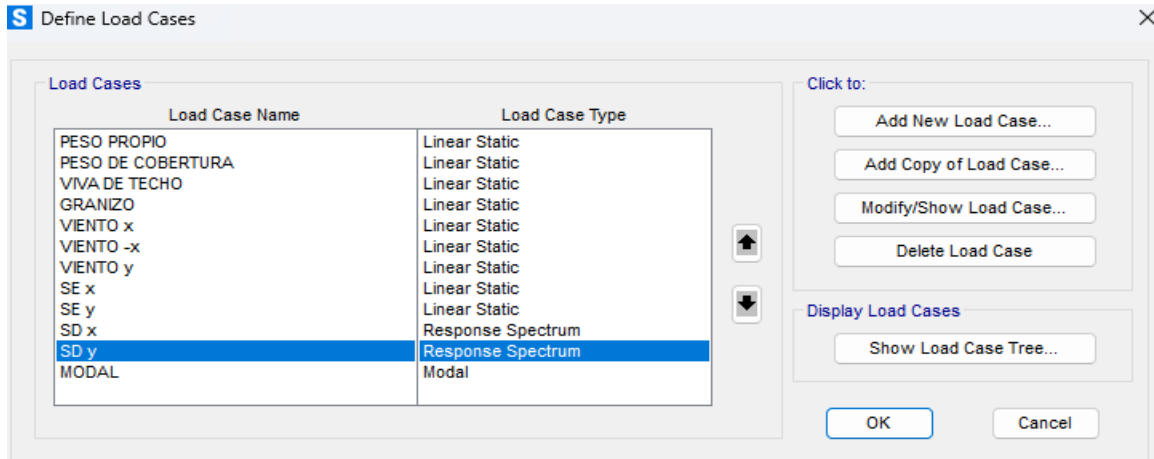 S Define Load Cases
Load Cases
Load Case Name Load Case Type
PESO PROPIO Linear Static
PESO DE COBERTURA Linear Static
VIVA DE TECHO Linear Static
GRANIZO Linear Static
VIENTO x Linear Static
VIENTO -x Linear Static
VIENTO y Linear Static
SE x Linear Static
SE y Linear Static
SD x Response Spectrum
SD y Response Spectrum
MODAL Modal
Click to:
Add New Load Case...
Add Copy of Load Case...
Modify/Show Load Case...
Delete Load Case
Display Load Cases
Show Load Case Tree...
OK Cancel